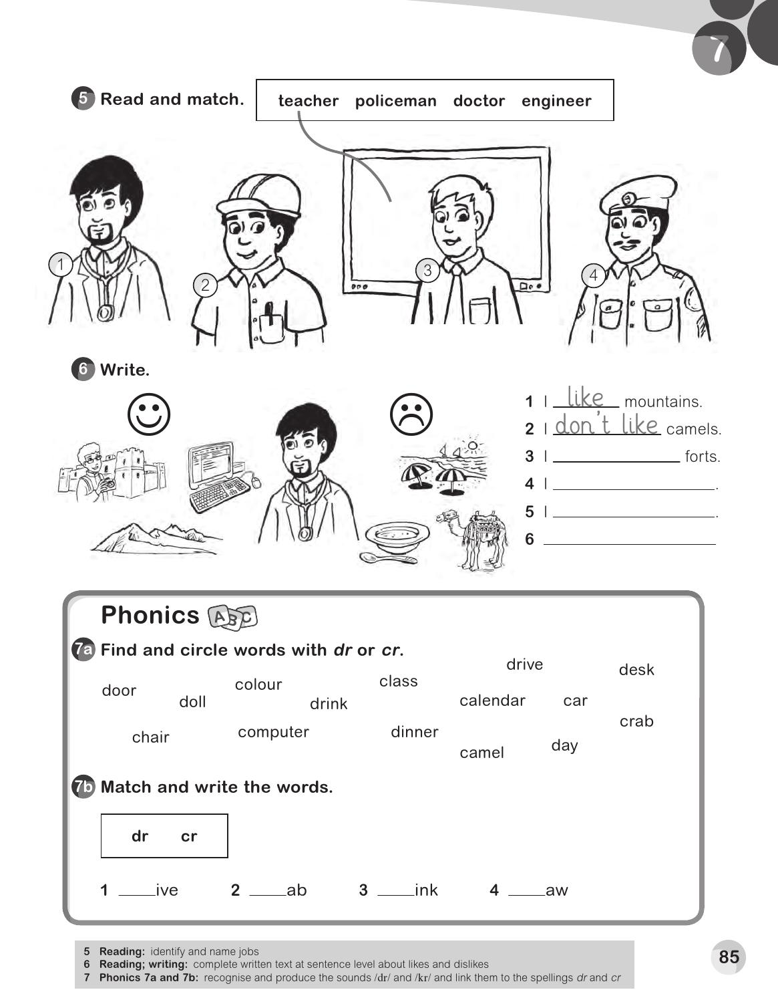 7
5 Read and match.
teacher policeman doctor engineer
1
2
3
4
6 Write.
1 I like mountains.
2 I don't like camels.
3 I ____ forts.
4 I ____.
5 I ____.
6 ____
Phonics ABC
7a Find and circle words with dr or cr.
drive
desk
door
colour
class
doll
drink
calendar
car
crab
chair
computer
dinner
camel
day
7b Match and write the words.
dr cr
1 ____ive 2 ____ab 3 ____ink 4 ____aw
5 Reading: identify and name jobs
6 Reading; writing: complete written text at sentence level about likes and dislikes
7 Phonics 7a and 7b: recognise and produce the sounds /dr/ and /kr/ and link them to the spellings dr and cr
85